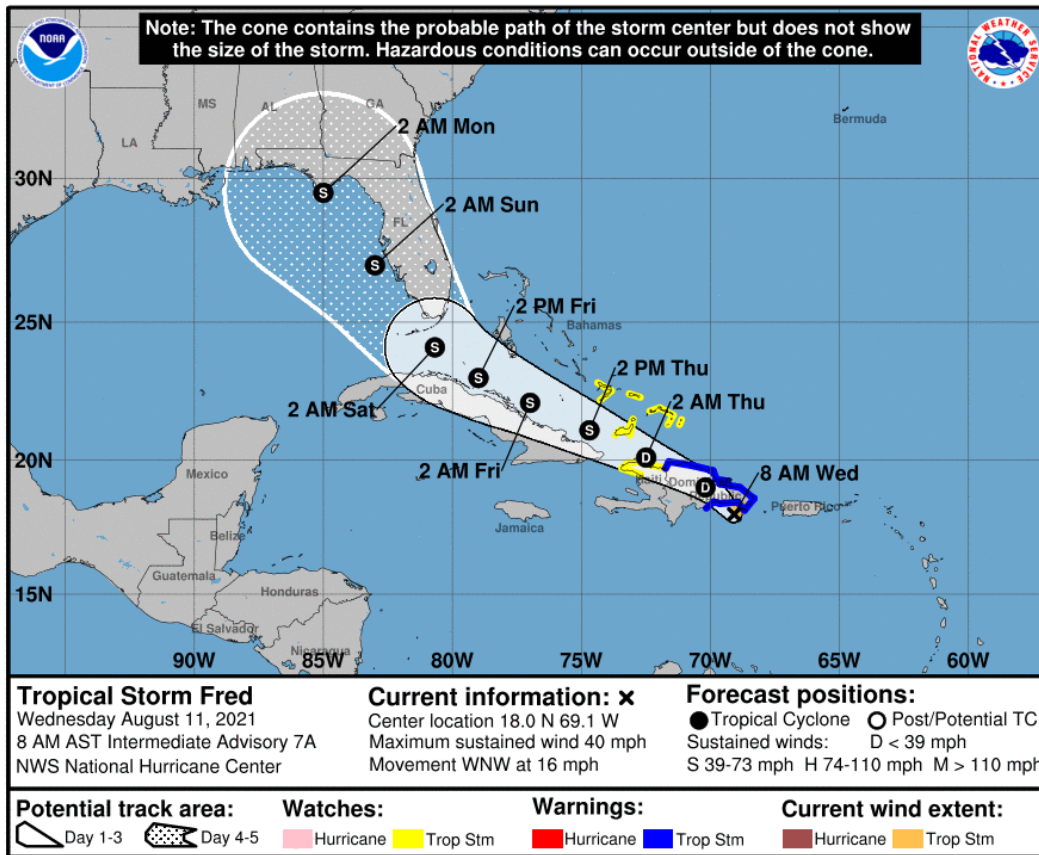 Note: The cone contains the probable path of the storm center but does not show
the size of the storm. Hazardous conditions can occur outside of the cone.
NOAA
NATIONAL WEATHER SERVICE
MS
AL
GA
LA
FL
2 AM Mon
Bermuda
30N
2 AM Sun
25N
2 PM Fri
Bahamas
2 PM Thu
Cuba
2 AM Sat
2 AM Thu
2 AM Fri
20N
8 AM Wed
Mexico
Haiti
Dominican
Republic
Puerto Rico
Jamaica
Belize
Guatemala
15N
Honduras
El Salvador
Nicaragua
S
S
S
S
S
S
D
D
90W 85W 80W 75W 70W 65W 60W
Tropical Storm Fred
Wednesday August 11, 2021
8 AM AST Intermediate Advisory 7A
NWS National Hurricane Center
Current information: x
Center location 18.0 N 69.1 W
Maximum sustained wind 40 mph
Movement WNW at 16 mph
Forecast positions:
Tropical Cyclone Post/Potential TC
Sustained winds: D < 39 mph
S 39-73 mph H 74-110 mph M > 110 mph
Potential track area:
Day 1-3 Day 4-5
Watches:
Hurricane Trop Stm
Warnings:
Hurricane Trop Stm
Current wind extent:
Hurricane Trop Stm